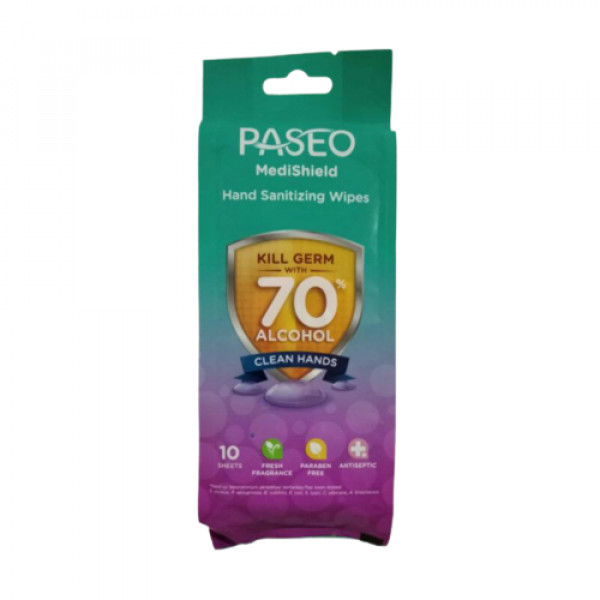 PASEO
MediShield
Hand Sanitizing Wipes
KILL GERM
WITH
70%
ALCOHOL
CLEAN HANDS
10
SHEETS
FRESH
FRAGRANCE
PARABEN
FREE
ANTISEPTIC